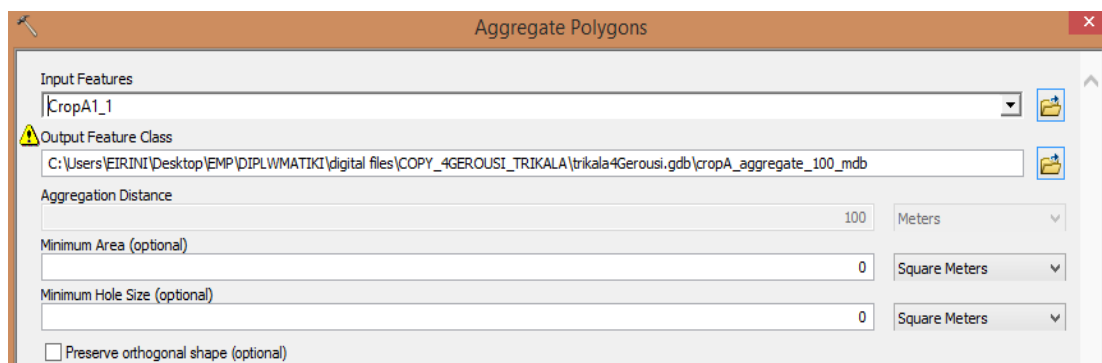 Aggregate Polygons
Input Features
CropA1_1
Output Feature Class
C:\Users\EIRINI\Desktop\EMP\DIPLWMATIKI\digital files\COPY_4GEROUSI_TRIKALA\trikala4Gerousi.gdb\cropA_aggregate_100_mdb
Aggregation Distance
100 Meters
Minimum Area (optional)
0 Square Meters
Minimum Hole Size (optional)
0 Square Meters
Preserve orthogonal shape (optional)